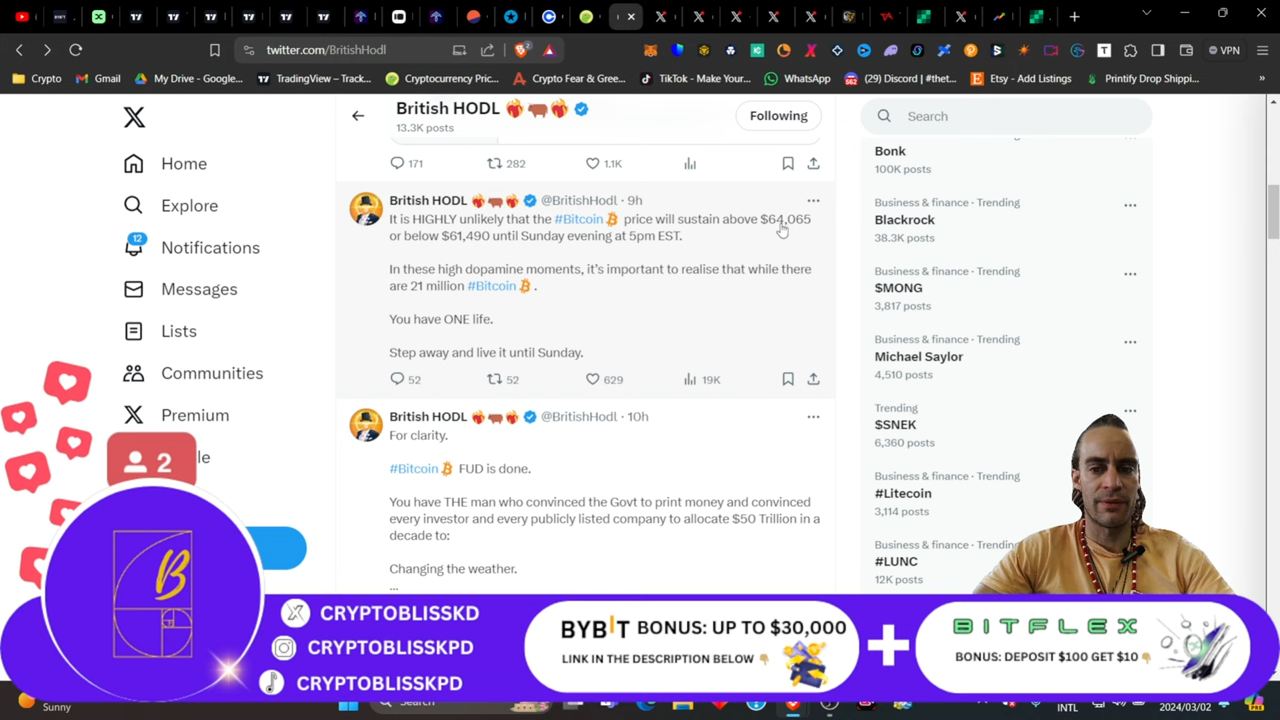 twitter.com/BritishHodl
VPN
Crypto
Gmail
My Drive - Google...
TradingView – Track...
Cryptocurrency Pric...
Crypto Fear & Gree...
TikTok - Make Your...
WhatsApp
(29) Discord | #thet...
Etsy - Add Listings
Printify Drop Shippi...
British HODL
13.3K posts
Following
Search
Home
Explore
12
Notifications
Messages
Lists
Communities
Premium
le
171
282
1.1K
British HODL @BritishHodl · 9h
It is HIGHLY unlikely that the #Bitcoin price will sustain above $64,065
or below $61,490 until Sunday evening at 5pm EST.
In these high dopamine moments, it's important to realise that while there
are 21 million #Bitcoin .
You have ONE life.
Step away and live it until Sunday.
52
52
629
19K
British HODL @BritishHodl · 10h
For clarity.
#Bitcoin FUD is done.
You have THE man who convinced the Govt to print money and convinced
every investor and every publicly listed company to allocate $50 Trillion in a
decade to:
Changing the weather.
...
Bonk
100K posts
Business & finance · Trending
Blackrock
38.3K posts
Business & finance · Trending
$MONG
3,817 posts
Business & finance · Trending
Michael Saylor
4,510 posts
Trending
$SNEK
6,360 posts
Business & finance · Trending
#Litecoin
3,114 posts
Business & finance · Trending
#LUNC
12K posts
2
B
CRYPTOBLISSKD
CRYPTOBLISSKPD
CRYPTOBLISSKPD
BYBIT BONUS: UP TO $30,000
LINK IN THE DESCRIPTION BELOW
BITFLEX
BONUS: DEPOSIT $100 GET $10
Sunny
Search
INTL
2024/03/02